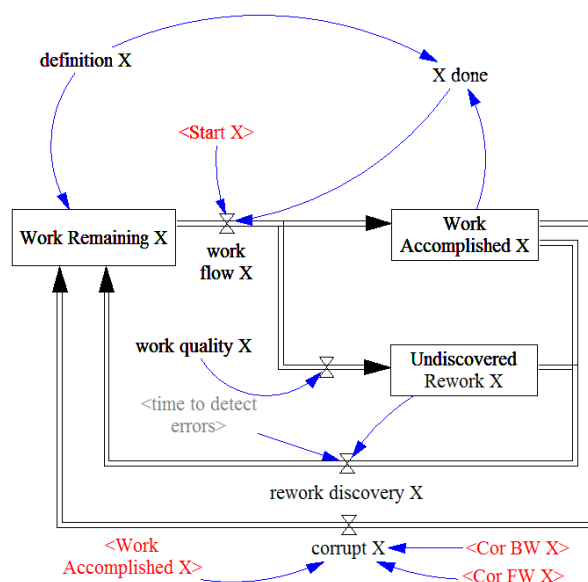 definition X
X done
<Start X>
Work Remaining X
work
flow X
Work
Accomplished X
work quality X
Undiscovered
Rework X
<time to detect
errors>
rework discovery X
<Work
Accomplished X>
corrupt X
<Cor BW X>
<Cor FW X>